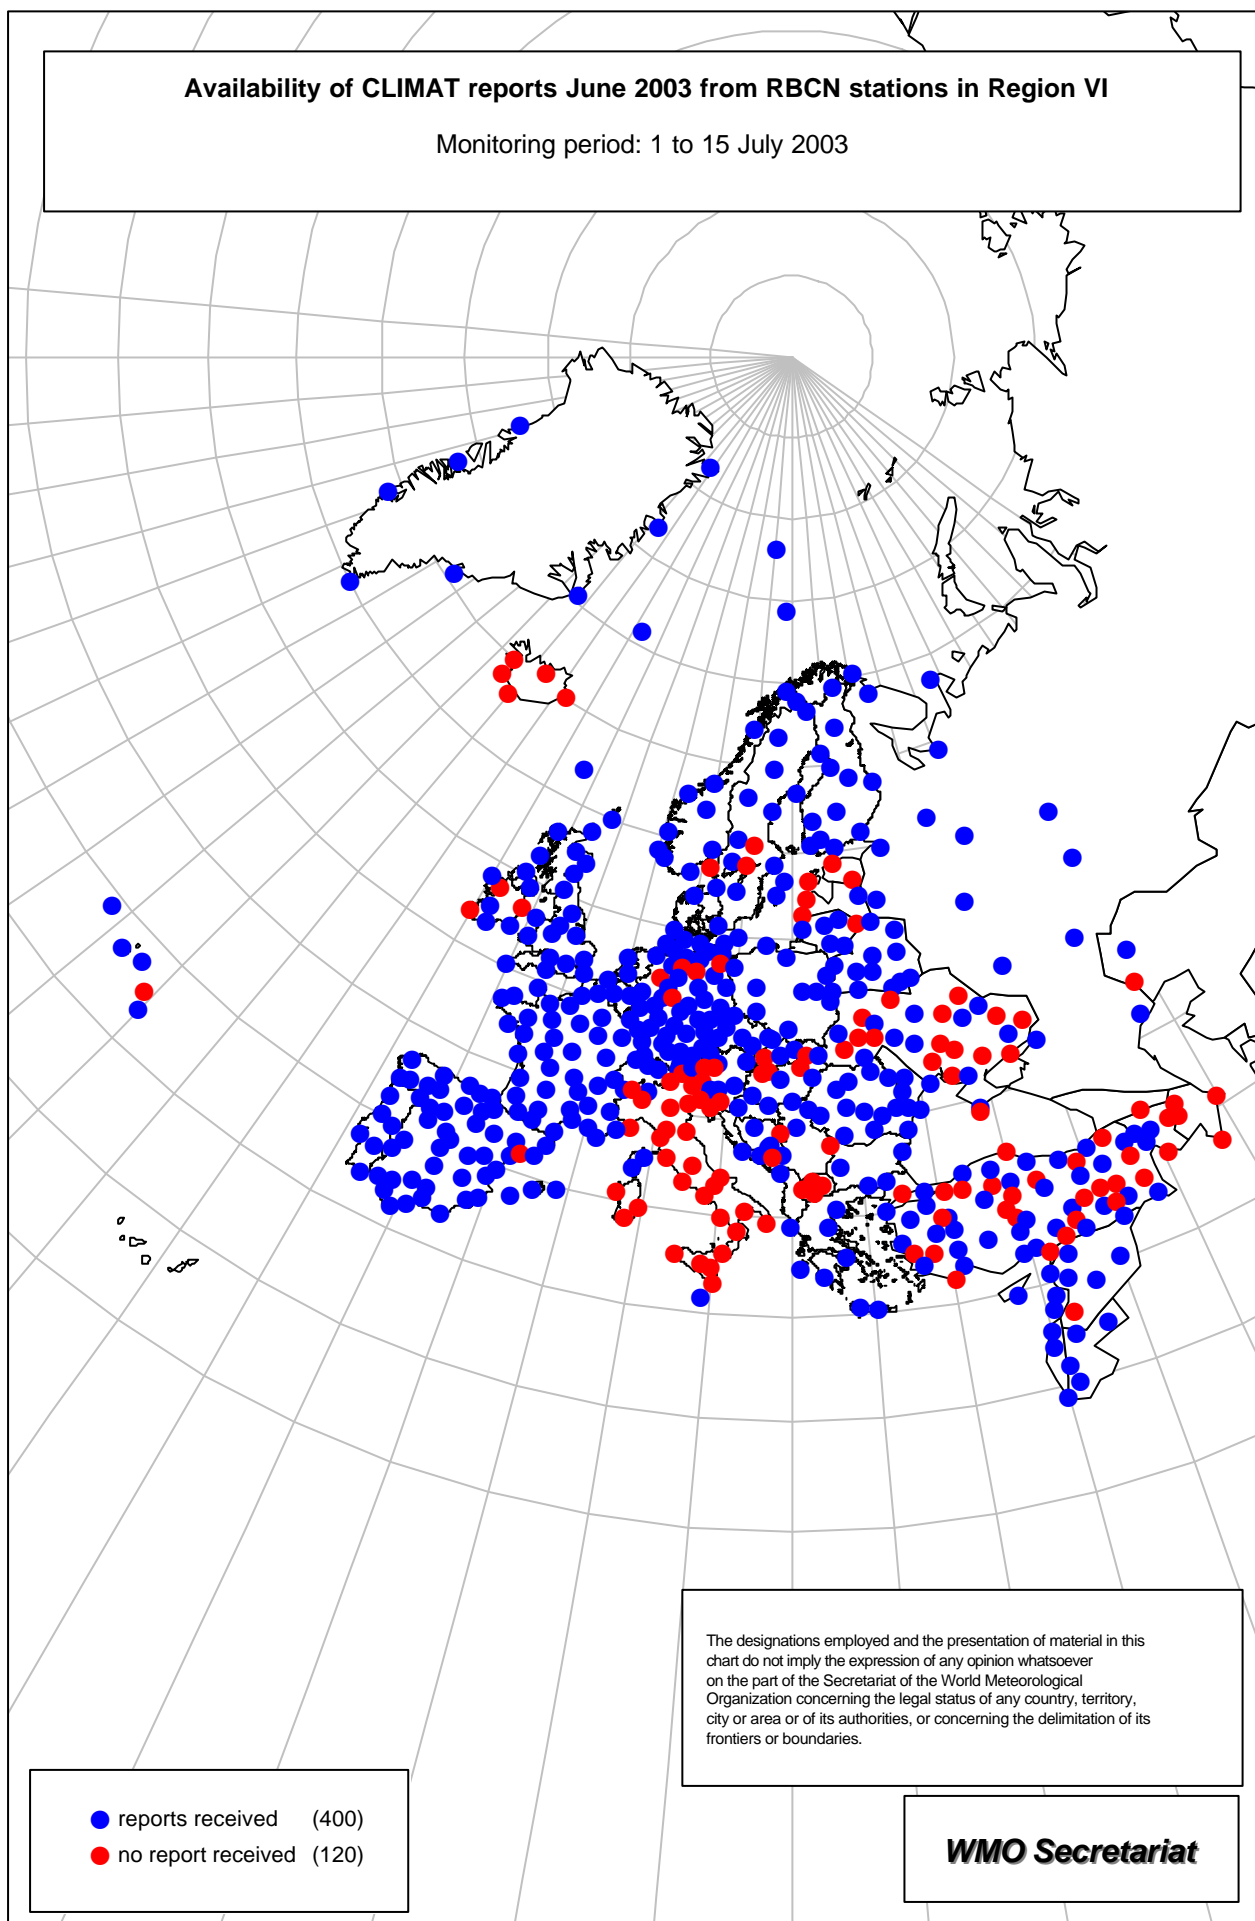 Availability of CLIMAT reports June 2003 from RBCN stations in Region VI
Monitoring period: 1 to 15 July 2003
The designations employed and the presentation of material in this
chart do not imply the expression of any opinion whatsoever
on the part of the Secretariat of the World Meteorological
Organization concerning the legal status of any country, territory,
city or area or of its authorities, or concerning the delimitation of its
frontiers or boundaries.
reports received (400)
no report received (120)
WMO Secretariat